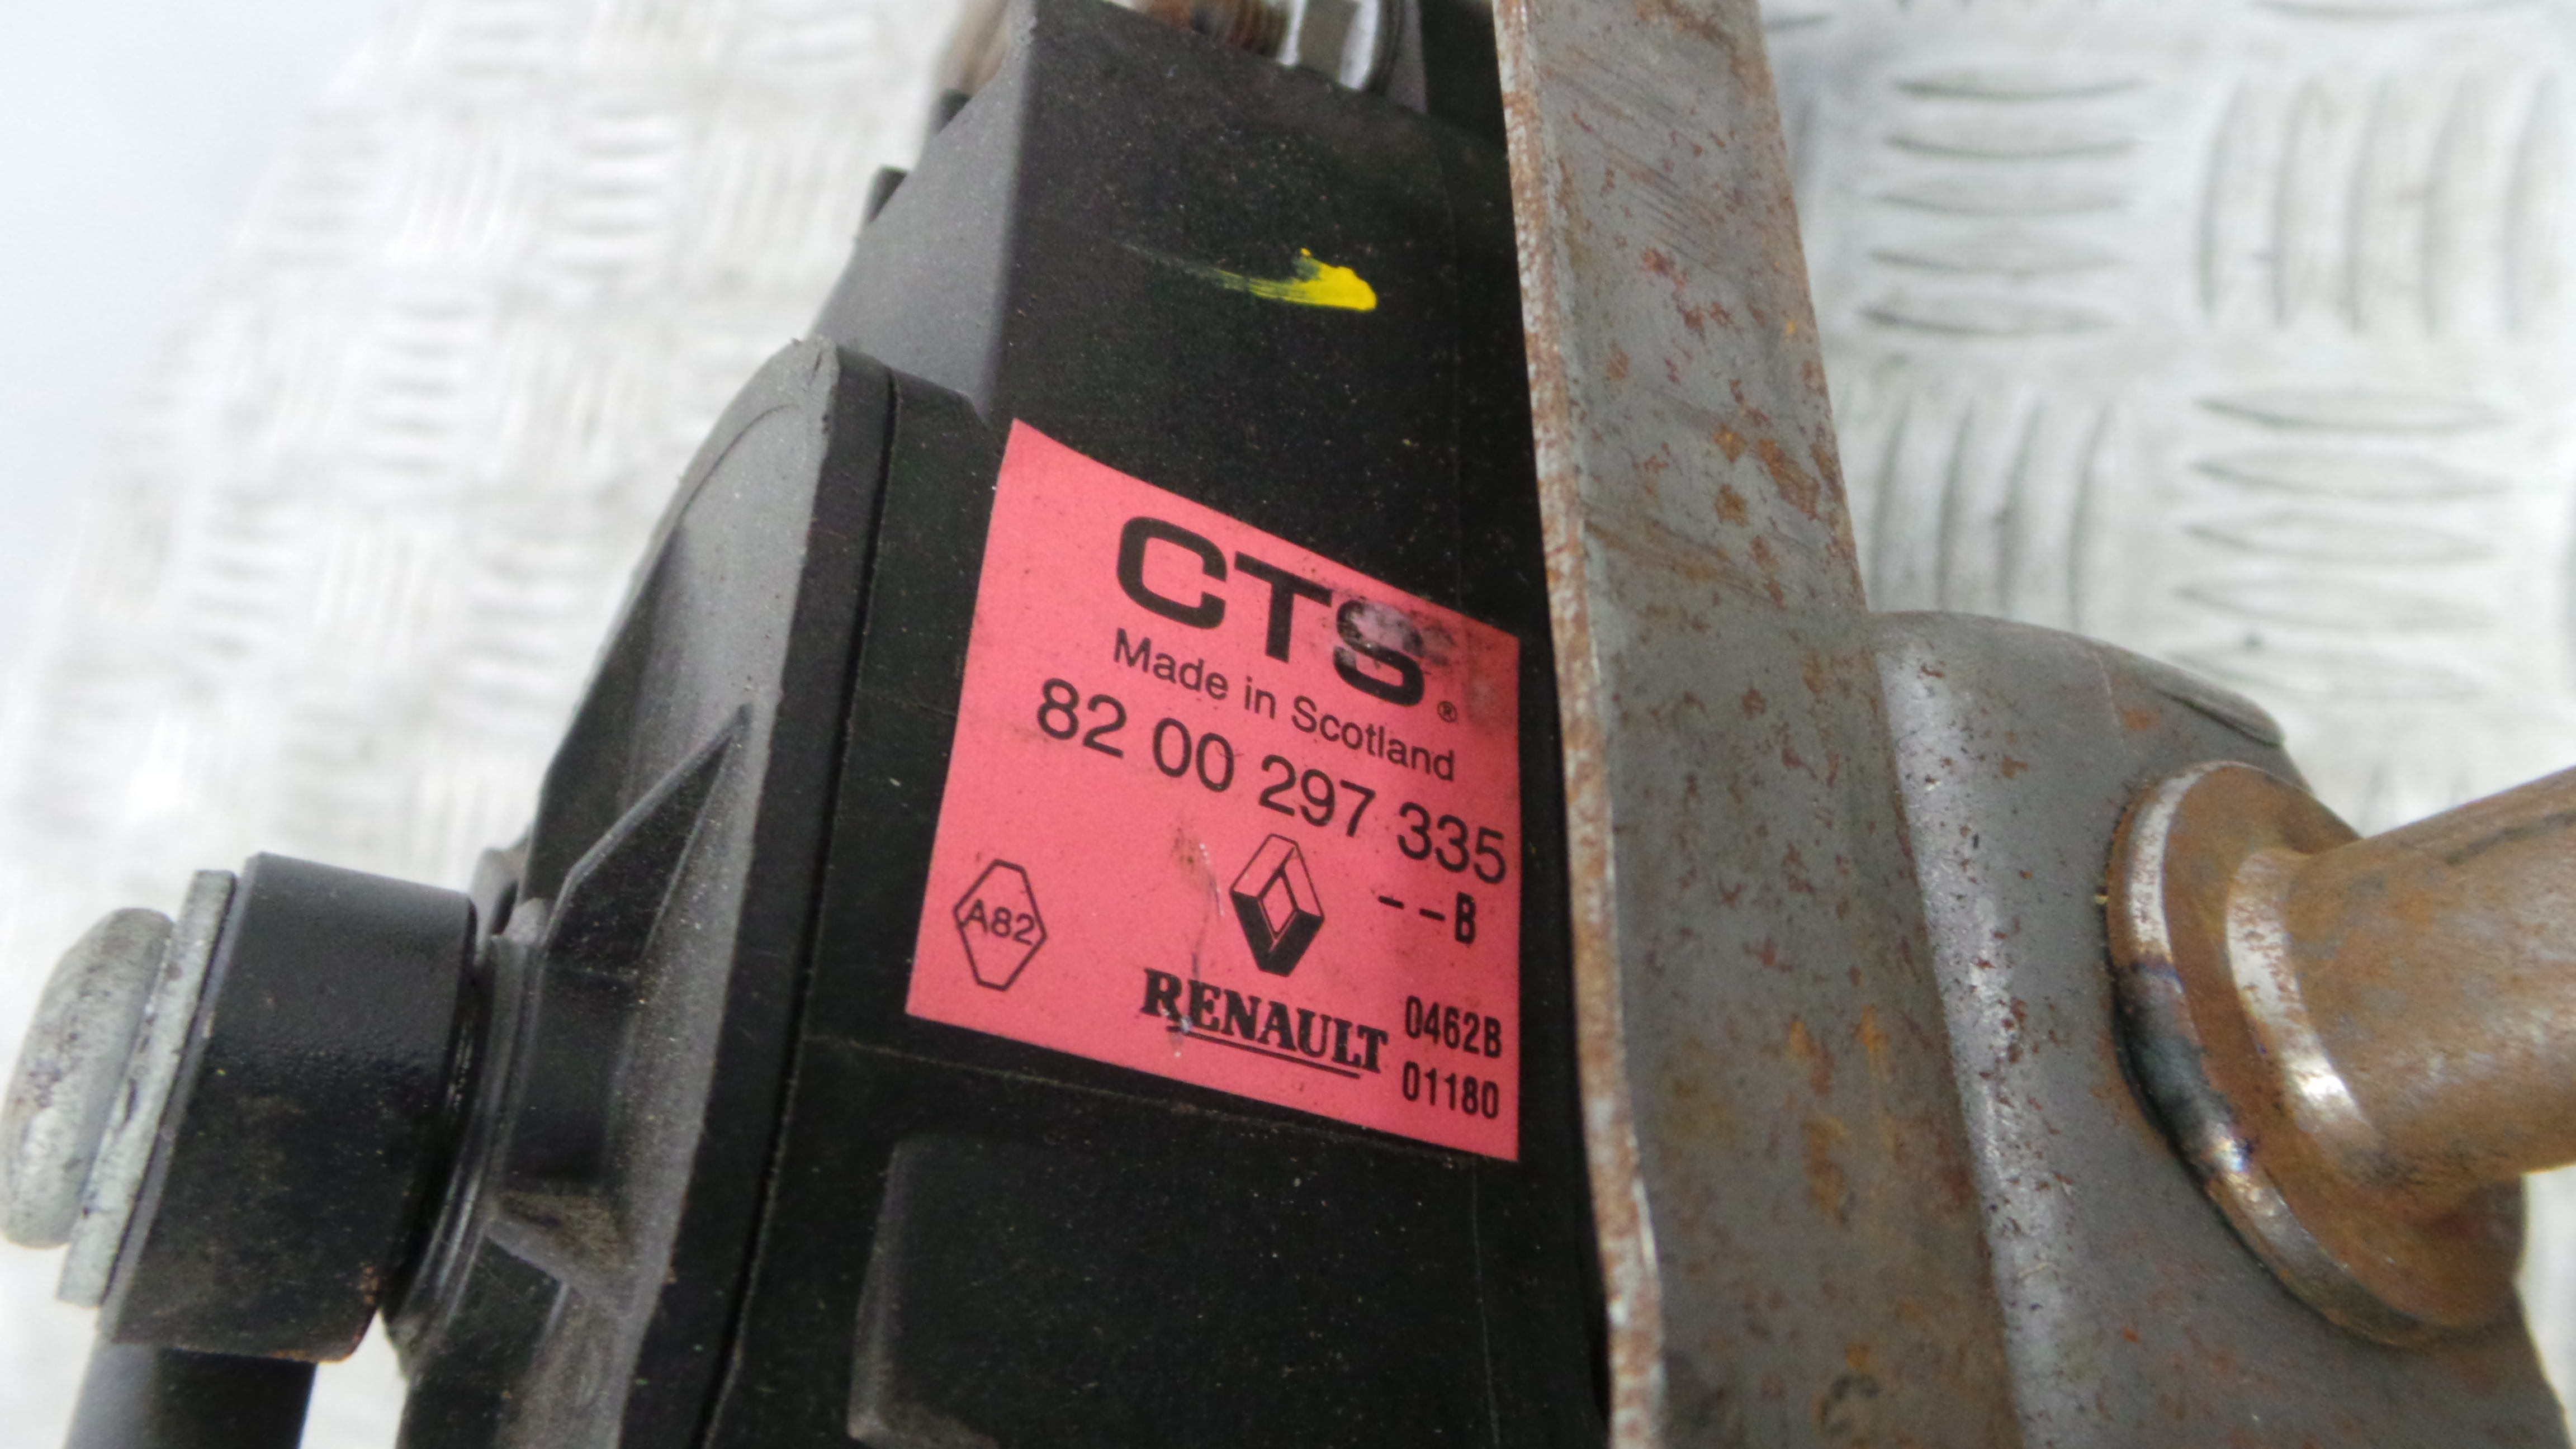 CTS®
Made in Scotland
82 00 297 335
--B
A82
RENAULT
0462B
01180